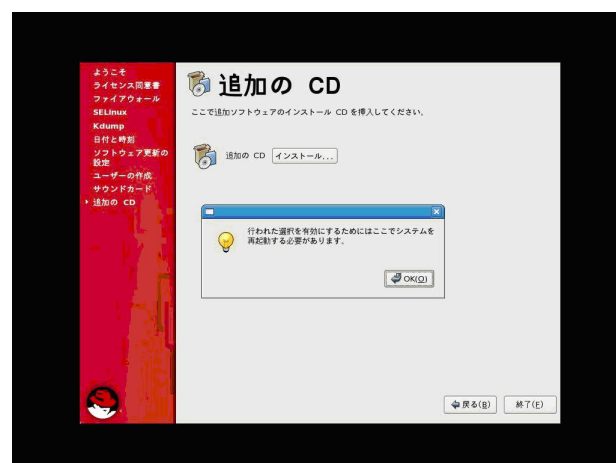 ようこそ
ライセンス同意書
ファイアウォール
SELinux
Kdump
日付と時刻
ソフトウェア更新の
設定
ユーザーの作成
サウンドカード
追加の CD
追加の CD
ここで追加ソフトウェアのインストール CD を挿入してください。
追加の CD インストール...
行われた選択を有効にするためにはここでシステムを
再起動する必要があります。
OK(O)
戻る(B) 終了(F)